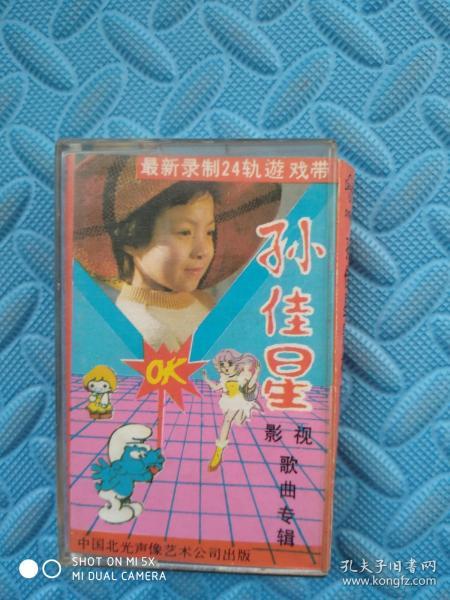 最新录制24轨遊戏带
孙佳星
OK
影视
歌曲专辑
中国北光声像艺术公司出版
SHOT ON MI 5X
MI DUAL CAMERA
孔夫子旧书网
www.kongfz.com